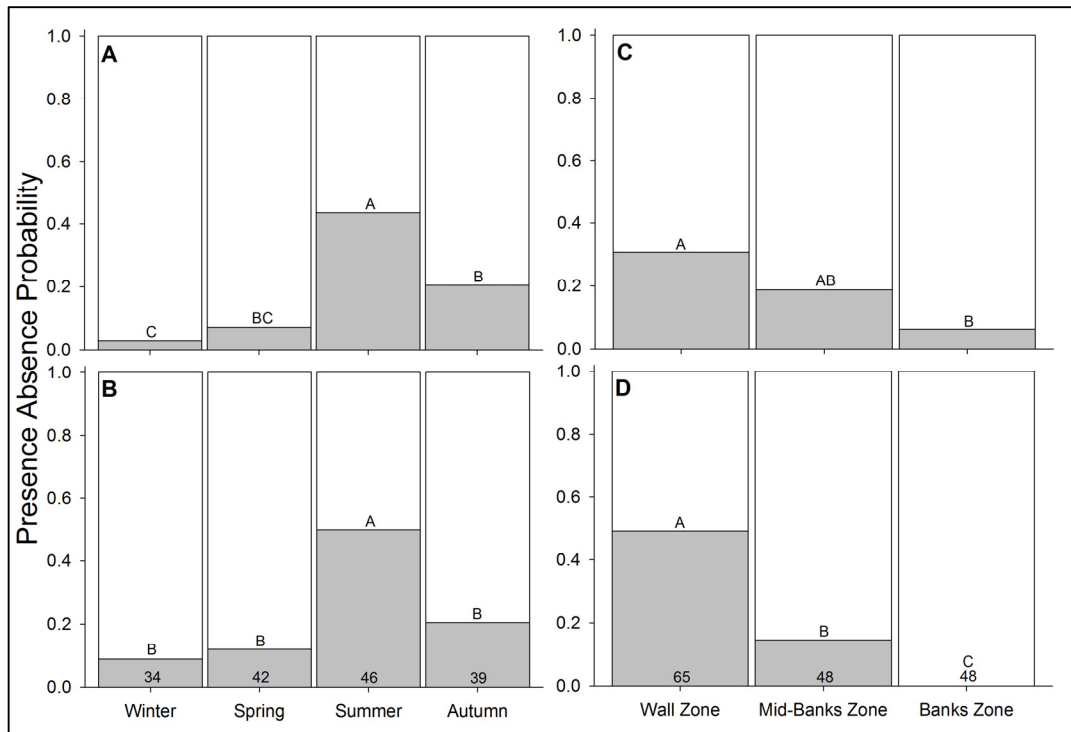 Presence Absence Probability
A
1.0
0.8
0.6
0.4
0.2
0.0
C
BC
A
B
C
1.0
0.8
0.6
0.4
0.2
0.0
A
AB
B
B
1.0
0.8
0.6
0.4
0.2
0.0
B
B
A
B
34 42 46 39
Winter Spring Summer Autumn
D
1.0
0.8
0.6
0.4
0.2
0.0
A
B
C
65 48 48
Wall Zone Mid-Banks Zone Banks Zone